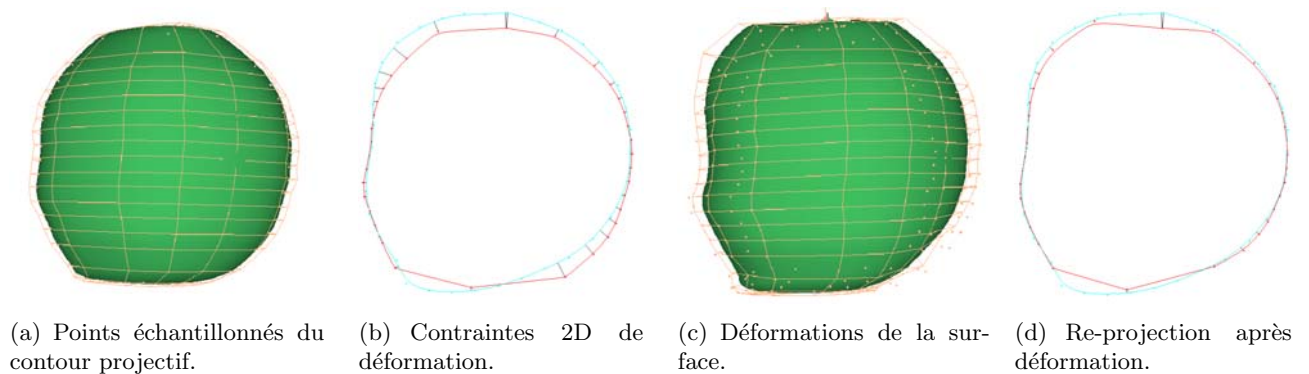 (a) Points échantillonnés du
contour projectif.
(b) Contraintes 2D de
déformation.
(c) Déformations de la sur-
face.
(d) Re-projection après
déformation.